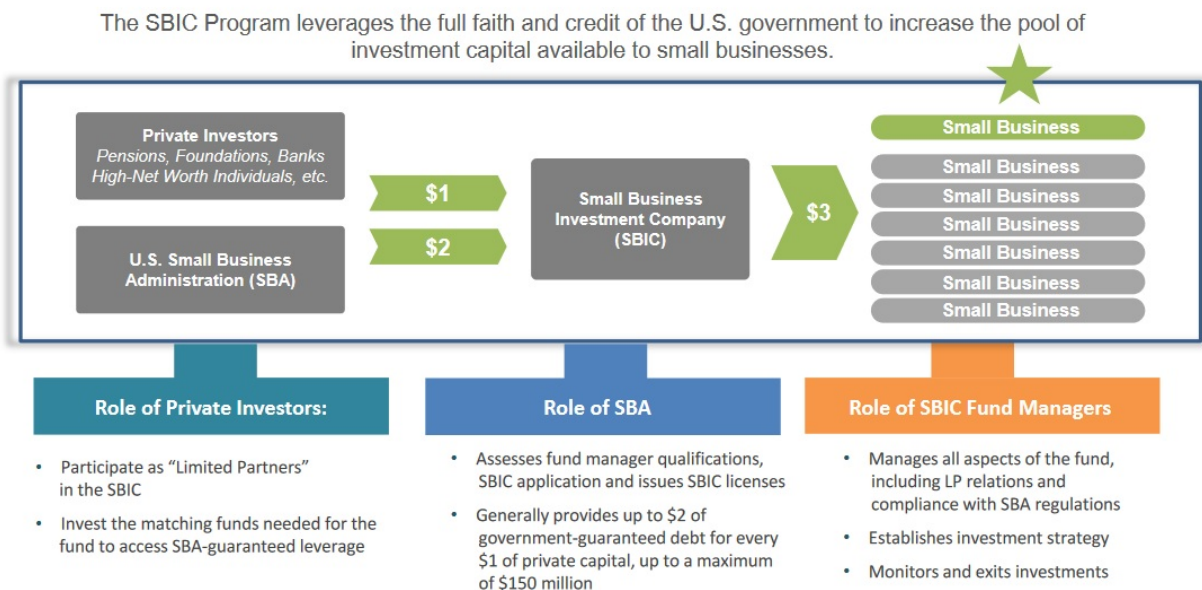 The SBIC Program leverages the full faith and credit of the U.S. government to increase the pool of
investment capital available to small businesses.
Private Investors
Pensions, Foundations, Banks
High-Net Worth Individuals, etc.
U.S. Small Business
Administration (SBA)
$1
$2
Small Business
Investment Company
(SBIC)
$3
Small Business
Small Business
Small Business
Small Business
Small Business
Small Business
Small Business
Role of Private Investors:
• Participate as “Limited Partners”
in the SBIC
• Invest the matching funds needed for the
fund to access SBA-guaranteed leverage
Role of SBA
• Assesses fund manager qualifications,
SBIC application and issues SBIC licenses
• Generally provides up to $2 of
government-guaranteed debt for every
$1 of private capital, up to a maximum
of $150 million
Role of SBIC Fund Managers
• Manages all aspects of the fund,
including LP relations and
compliance with SBA regulations
• Establishes investment strategy
• Monitors and exits investments